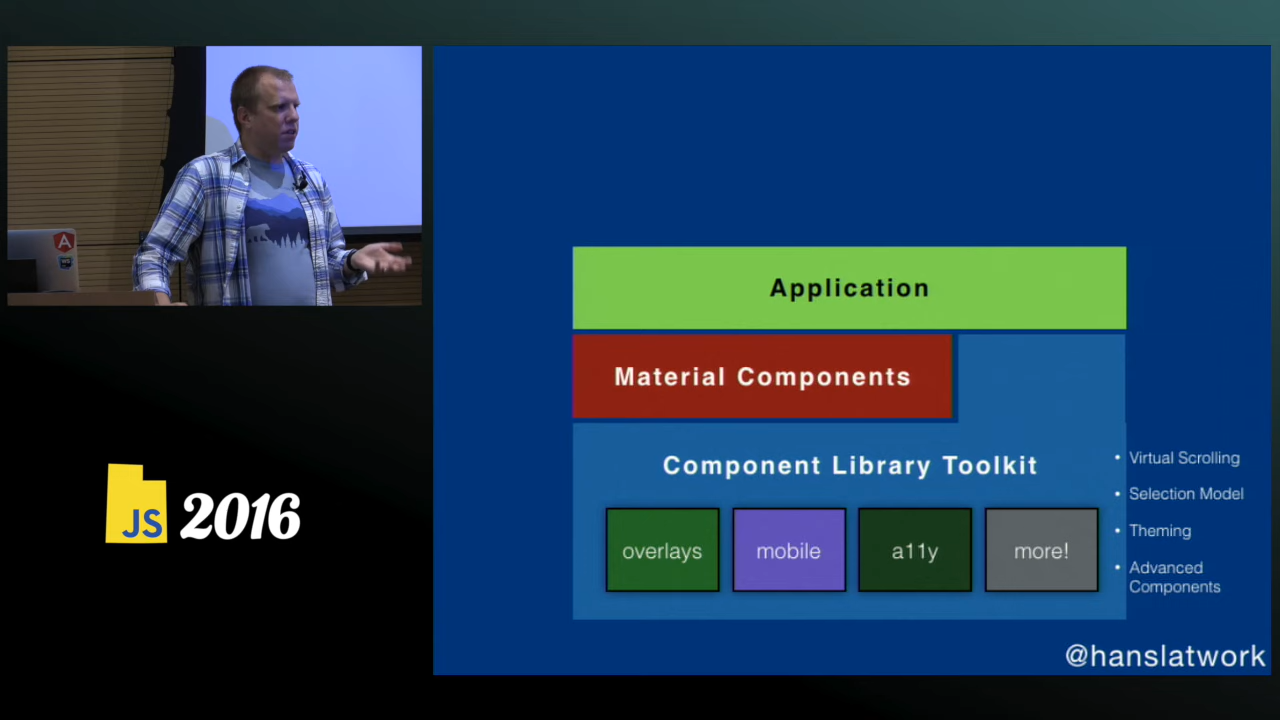 A
JS 2016
Application
Material Components
Component Library Toolkit
overlays
mobile
a11y
more!
• Virtual Scrolling
• Selection Model
• Theming
• Advanced
Components
@hanslatwork